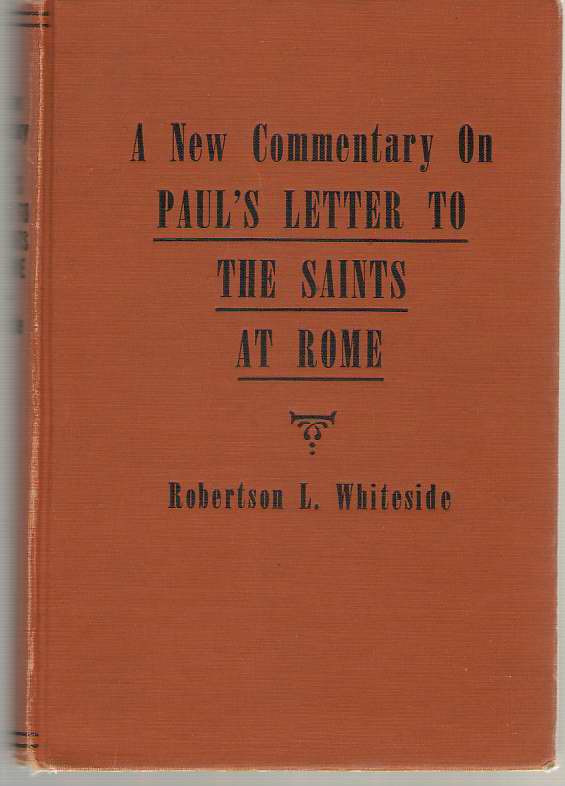 A New Commentary On
PAUL'S LETTER TO
THE SAINTS
AT ROME
Robertson L. Whiteside